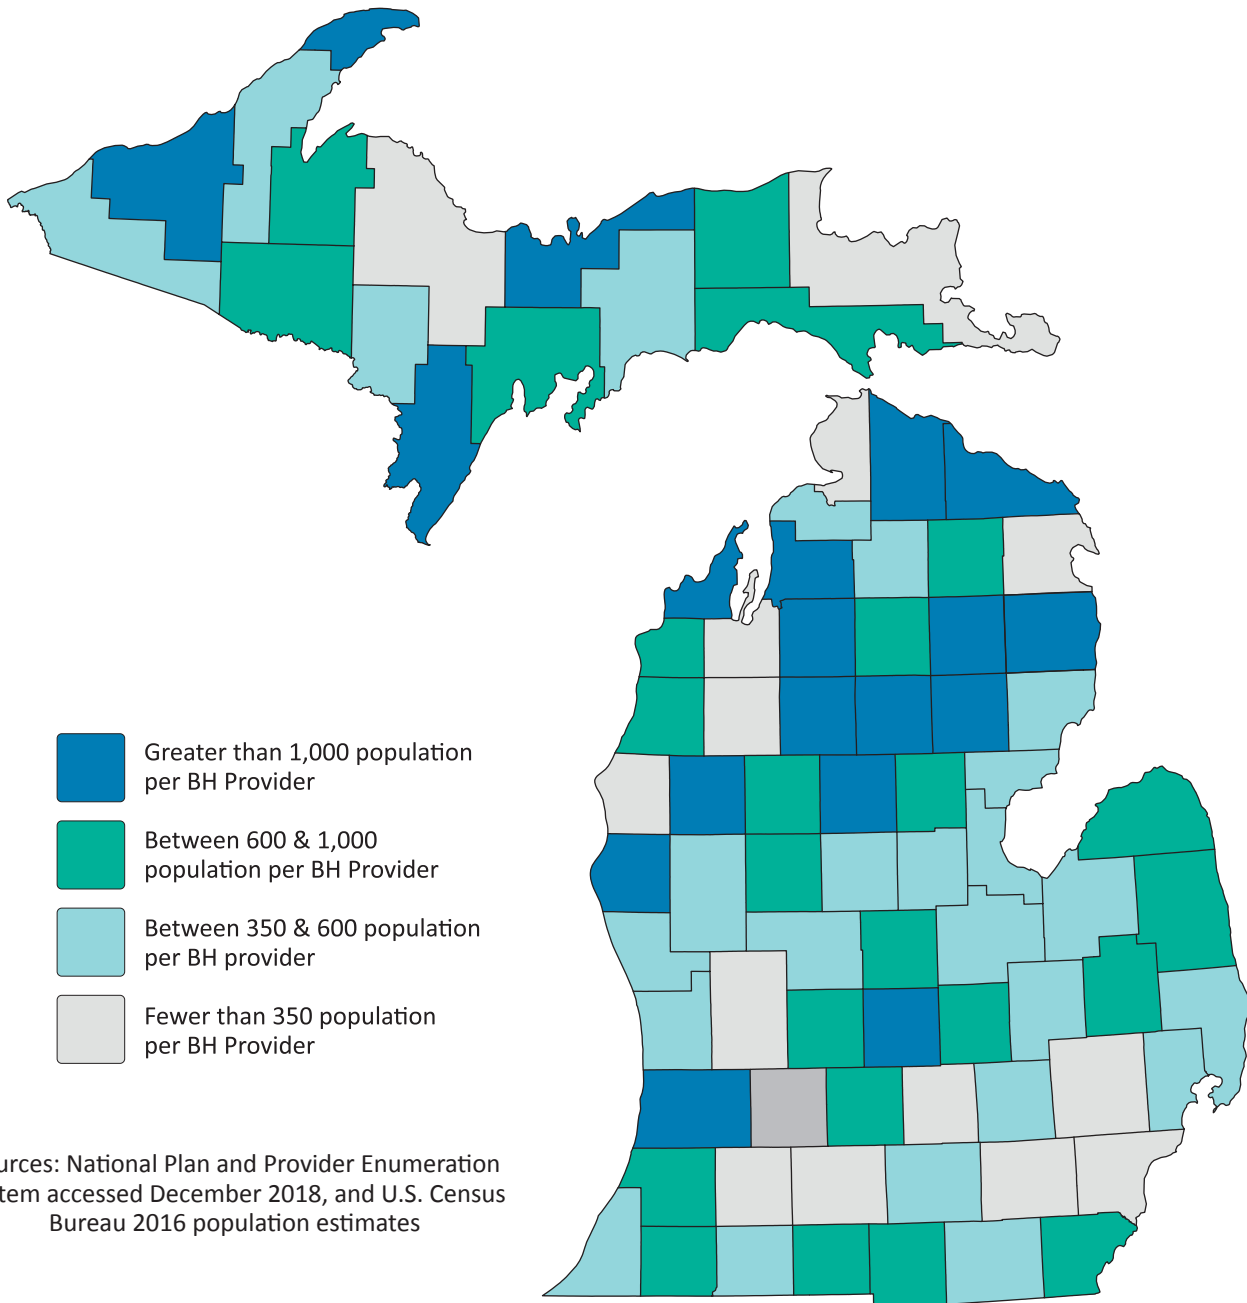 Greater than 1,000 population
per BH Provider
Between 600 & 1,000
population per BH Provider
Between 350 & 600 population
per BH provider
Fewer than 350 population
per BH Provider
urces: National Plan and Provider Enumeration
tem accessed December 2018, and U.S. Census
Bureau 2016 population estimates